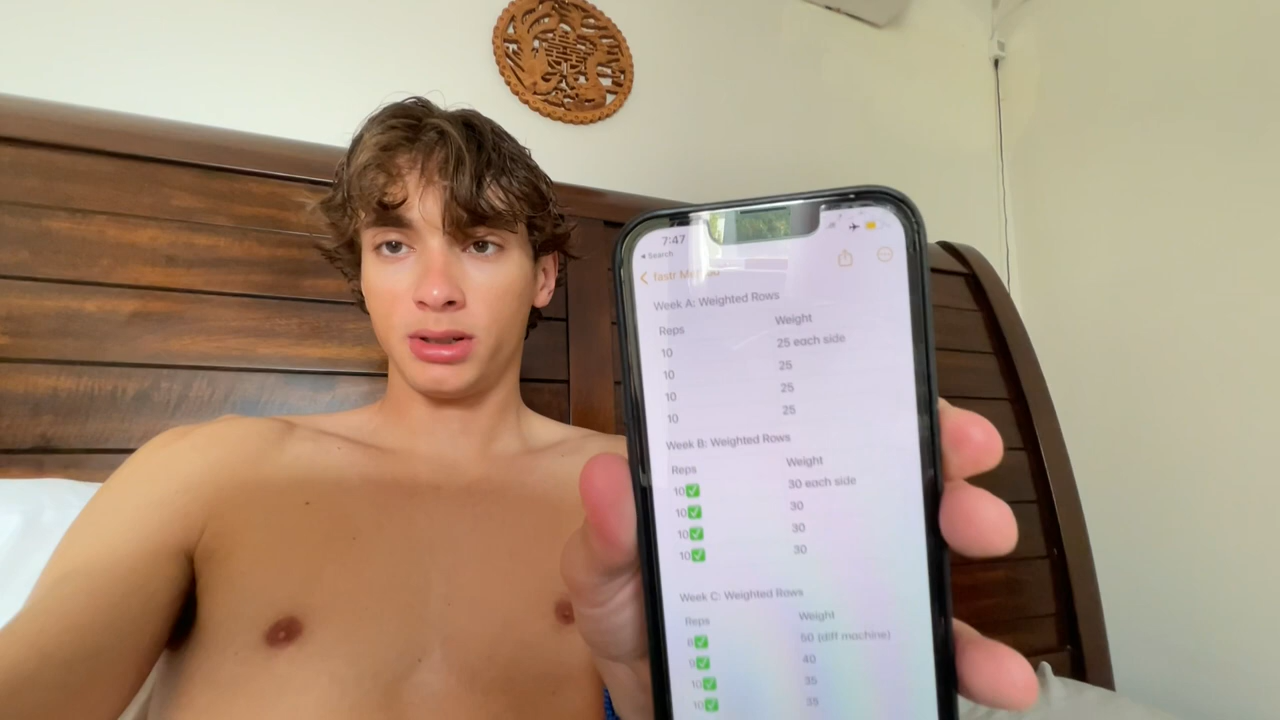 7:47
Search
fastr
Week A: Weighted Rows
Reps Weight
10 25 each side
10 25
10 25
10 25
Week B: Weighted Rows
Reps Weight
10✅ 30 each side
10✅ 30
10✅ 30
10✅ 30
Week C: Weighted Rows
Reps Weight
8✅ 50 (diff machine)
9✅ 40
10✅ 35
10✅ 35